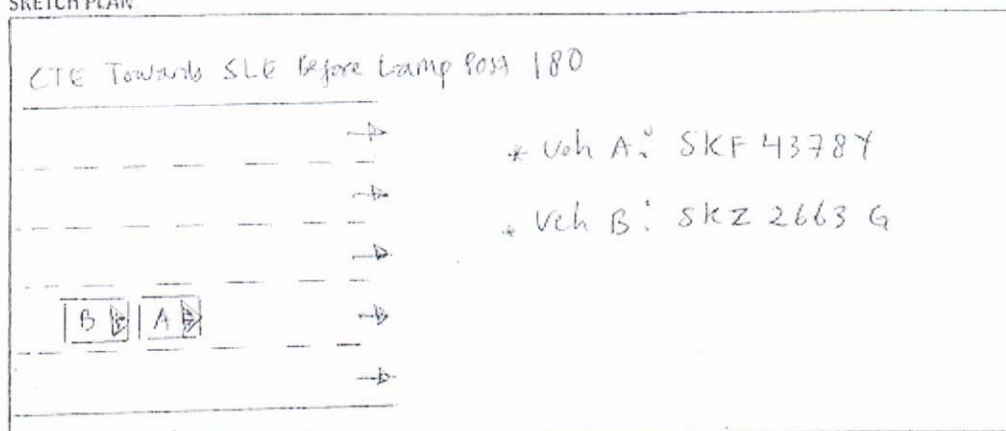 SKETCH PLAN
CTE Towards SLE Before Lamp Post 180
* Veh A: SKF 4378Y
* Veh B: SKZ 2663 G
B A